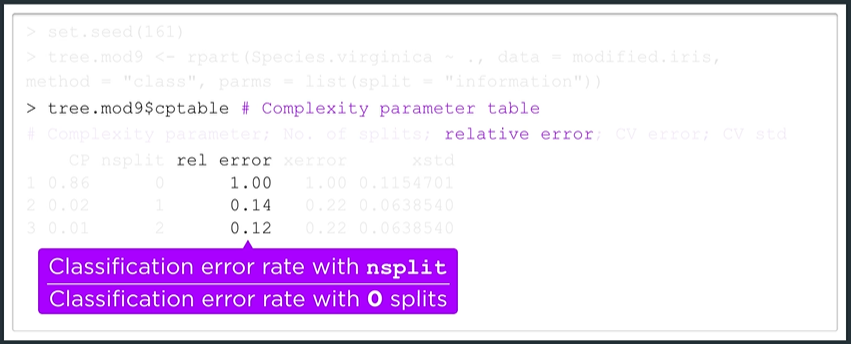 > set.seed(161)
> tree.mod9 <- rpart(Species.virginica ~ ., data = modified.iris,
method = "class", parms = list(split = "information"))
> tree.mod9$cptable # Complexity parameter table
# Complexity parameter; No. of splits; relative error; CV error; CV std
CP nsplit rel error xerror xstd
1 0.86 0 1.00 1.00 0.1154701
2 0.02 1 0.14 0.22 0.0638540
3 0.01 2 0.12 0.22 0.0638540
Classification error rate with nsplit
Classification error rate with 0 splits